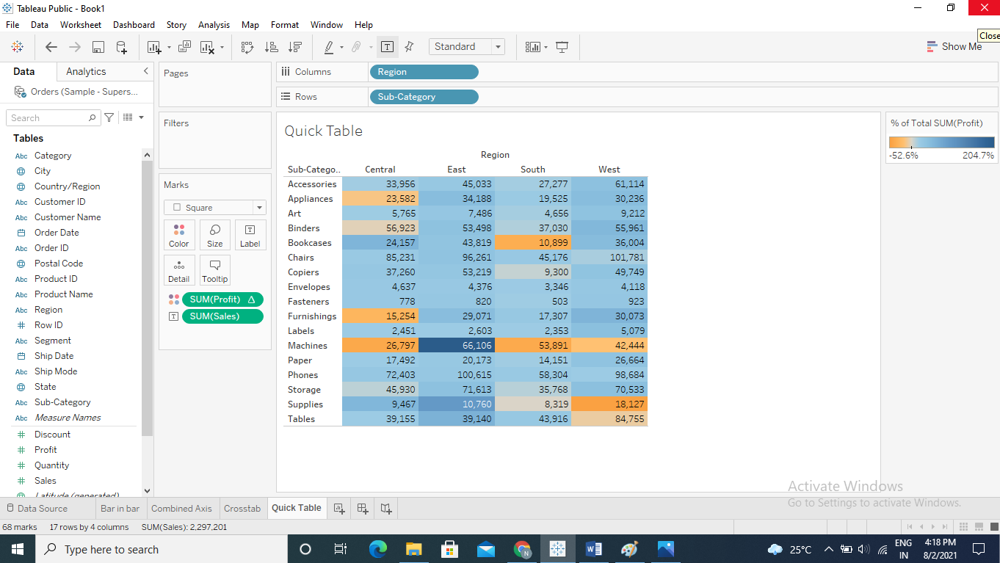 Tableau Public - Book1
File Data Worksheet Dashboard Story Analysis Map Format Window Help
Close
Standard
Show Me
Data Analytics
Orders (Sample - Supers...
Search
Tables
Abc Category
City
Country/Region
Abc Customer ID
Abc Customer Name
Order Date
Abc Order ID
Postal Code
Abc Product ID
Abc Product Name
Abc Region
# Row ID
Abc Segment
Ship Date
Abc Ship Mode
State
Abc Sub-Category
Abc Measure Names
# Discount
# Profit
# Quantity
# Sales
Latitude (generated)
Pages
Filters
Marks
Square
Color Size Label
Detail Tooltip
SUM(Profit) Δ
SUM(Sales)
Columns Region
Rows Sub-Category
Quick Table
Region
Sub-Catego.. Central East South West
Accessories 33,956 45,033 27,277 61,114
Appliances 23,582 34,188 19,525 30,236
Art 5,765 7,486 4,656 9,212
Binders 56,923 53,498 37,030 55,961
Bookcases 24,157 43,819 10,899 36,004
Chairs 85,231 96,261 45,176 101,781
Copiers 37,260 53,219 9,300 49,749
Envelopes 4,637 4,376 3,346 4,118
Fasteners 778 820 503 923
Furnishings 15,254 29,071 17,307 30,073
Labels 2,451 2,603 2,353 5,079
Machines 26,797 66,106 53,891 42,444
Paper 17,492 20,173 14,151 26,664
Phones 72,403 100,615 58,304 98,684
Storage 45,930 71,613 35,768 70,533
Supplies 9,467 10,760 8,319 18,127
Tables 39,155 39,140 43,916 84,755
% of Total SUM(Profit)
-52.6% 204.7%
Activate Windows
Go to Settings to activate Windows.
Data Source Bar in bar Combined Axis Crosstab Quick Table
68 marks 17 rows by 4 columns SUM(Sales): 2,297,201
Type here to search
25°C
ENG
IN
4:18 PM
8/2/2021